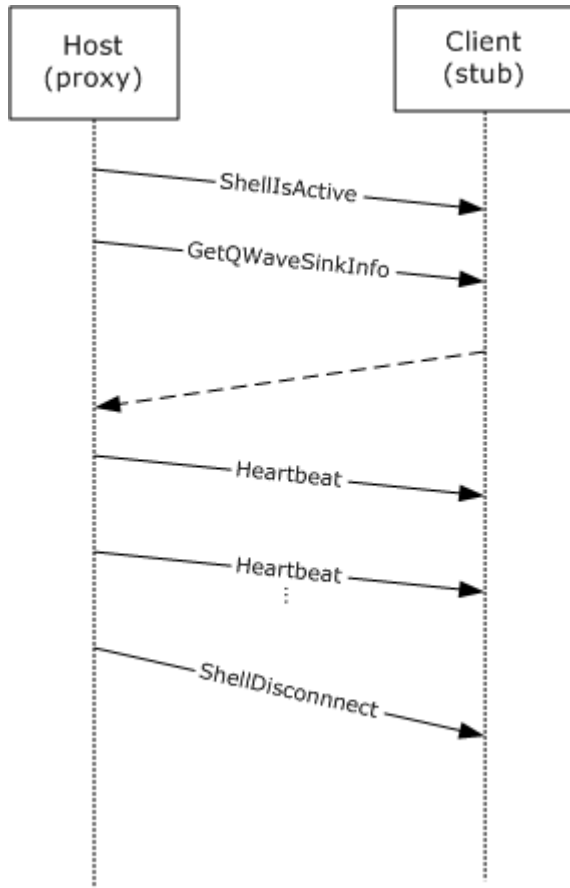 Host
(proxy)
Client
(stub)
ShellIsActive
GetQWaveSinkInfo
Heartbeat
Heartbeat
⋮
ShellDisconnnect